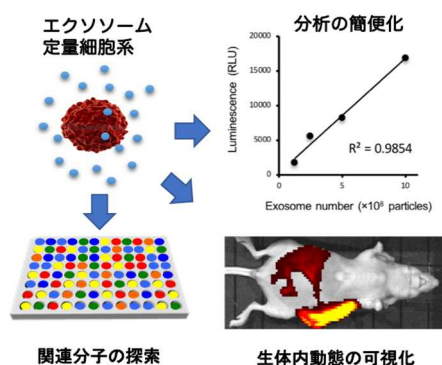 エクソソーム
定量細胞系
分析の簡便化
Luminescence (RLU)
20000
15000
10000
5000
0
R² = 0.9854
0
5
10
Exosome number (×10⁸ particles)
関連分子の探索
生体内動態の可視化